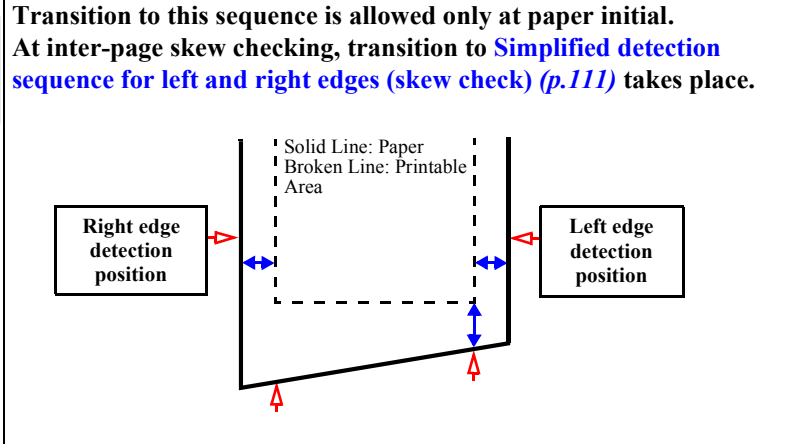 Transition to this sequence is allowed only at paper initial.
At inter-page skew checking, transition to Simplified detection
sequence for left and right edges (skew check) (p.111) takes place.
Solid Line: Paper
Broken Line: Printable
Area
Right edge
detection
position
Left edge
detection
position